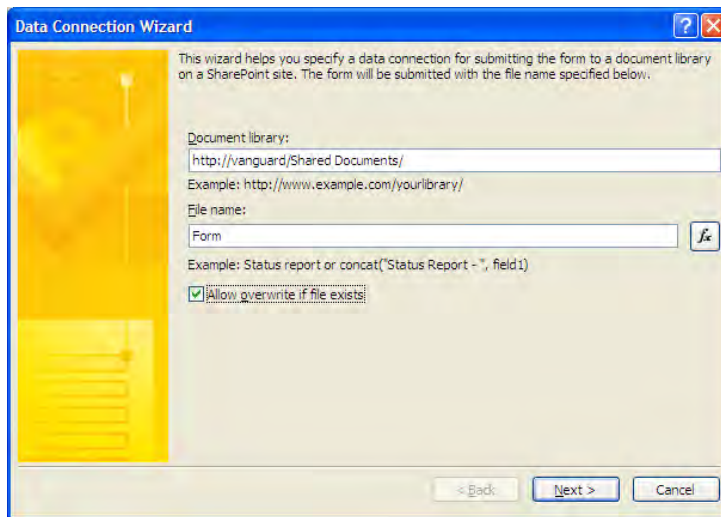 Data Connection Wizard
This wizard helps you specify a data connection for submitting the form to a document library
on a SharePoint site. The form will be submitted with the file name specified below.
Document library:
http://vanguard/Shared Documents/
Example: http://www.example.com/yourlibrary/
File name:
Form
fx
Example: Status report or concat("Status Report - ", field1)
Allow overwrite if file exists
< Back Next > Cancel